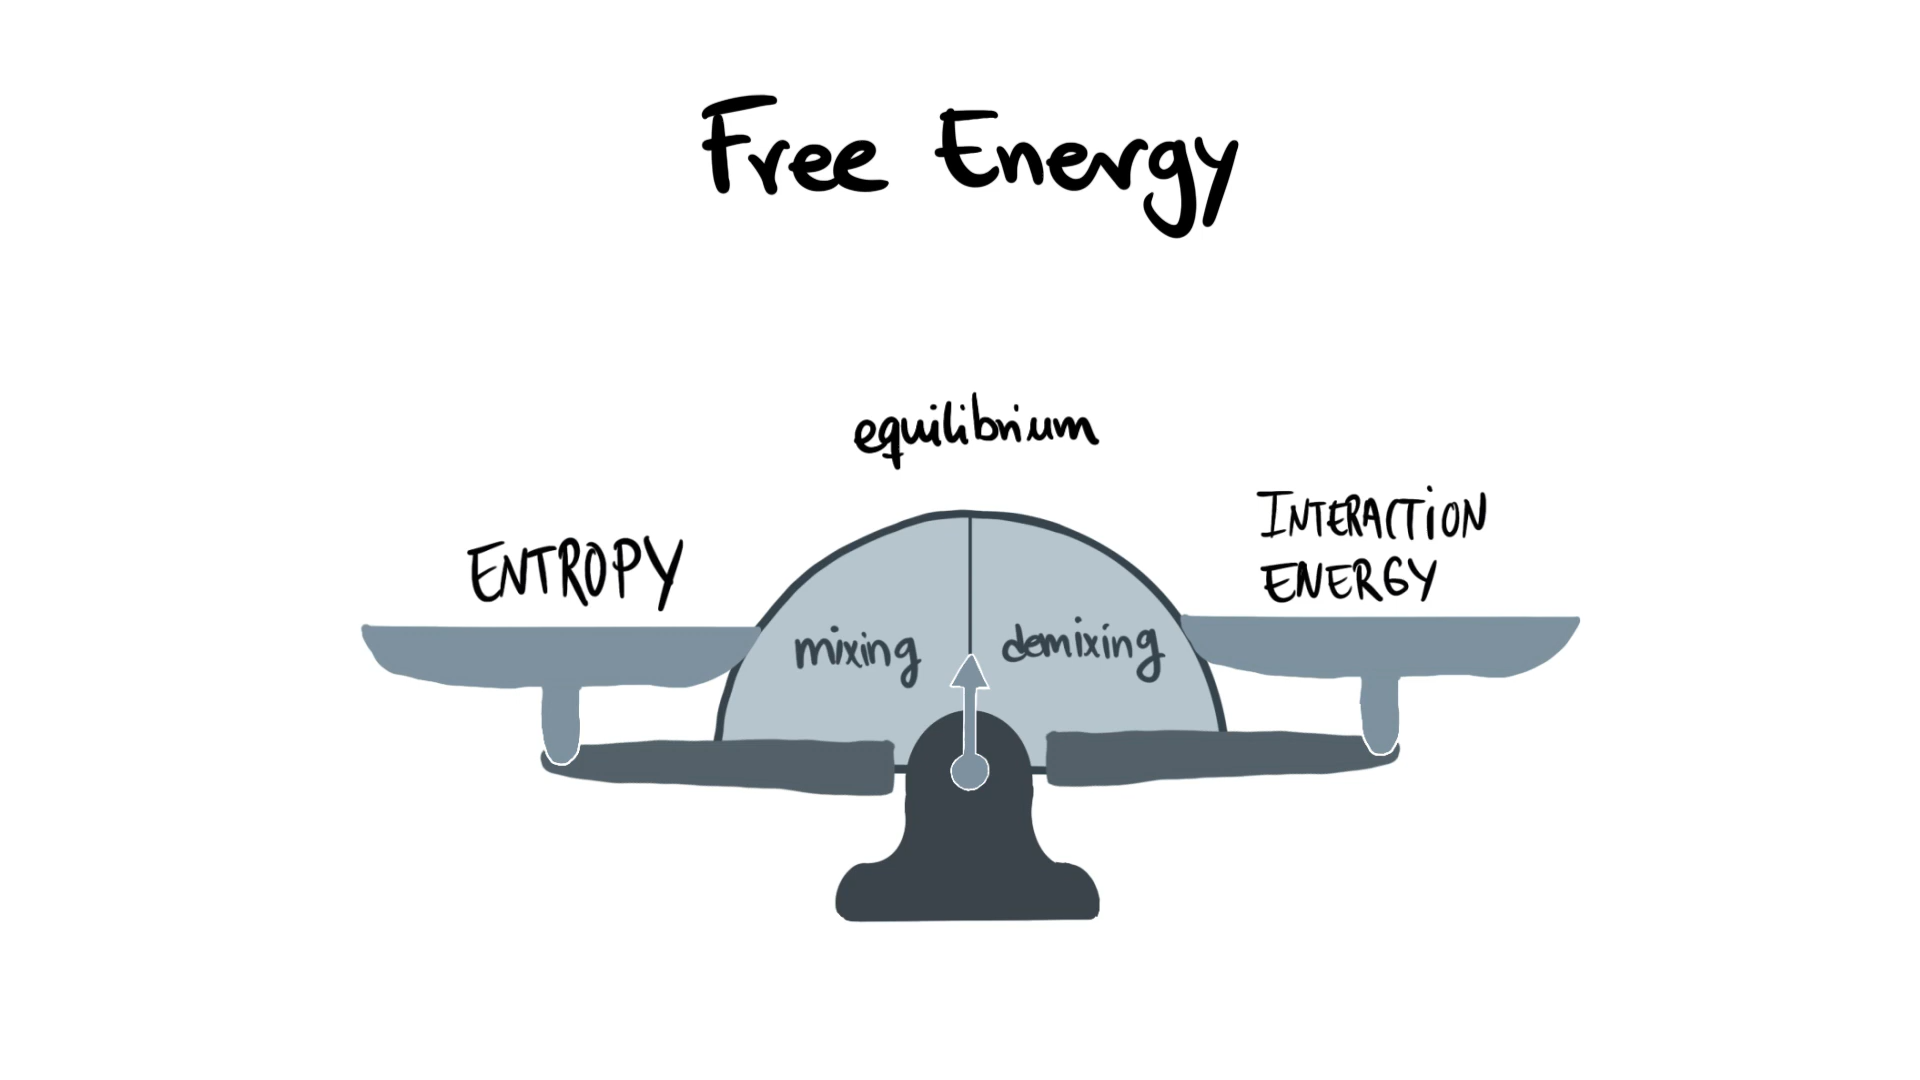 Free Energy
equilibrium
ENTROPY
INTERACTION
ENERGY
mixing
demixing